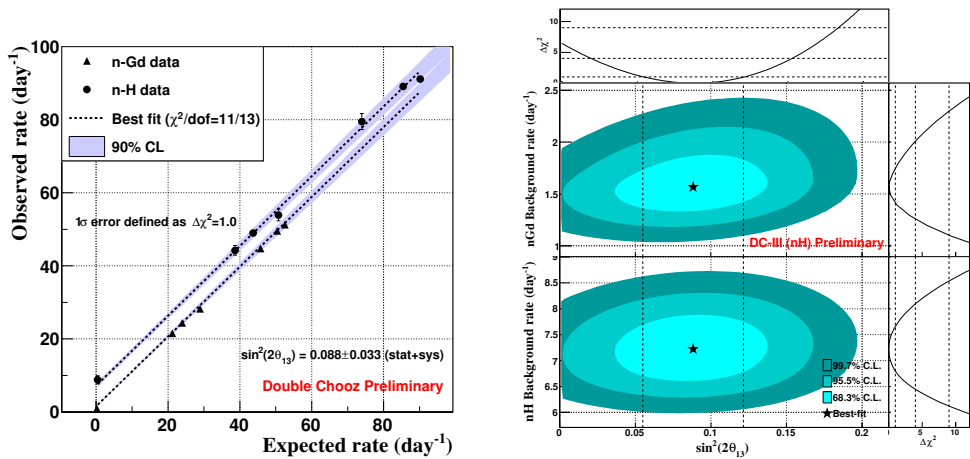 Observed rate (day⁻¹)
100
80
60
40
20
0
n-Gd data
n-H data
Best fit (χ²/dof=11/13)
90% CL
1σ error defined as Δχ²=1.0
sin²(2θ₁₃) = 0.088±0.033 (stat+sys)
Double Chooz Preliminary
0 20 40 60 80
Expected rate (day⁻¹)
Δχ²
10
5
0
nGd Background rate (day⁻¹)
2.5
2
1.5
1
DC-III (nH) Preliminary
nH Background rate (day⁻¹)
9
8.5
8
7.5
7
6.5
6
99.7% C.L.
95.5% C.L.
68.3% C.L.
Best-fit
0 0.05 0.1 0.15 0.2
sin²(2θ₁₃)
5 10
Δχ²